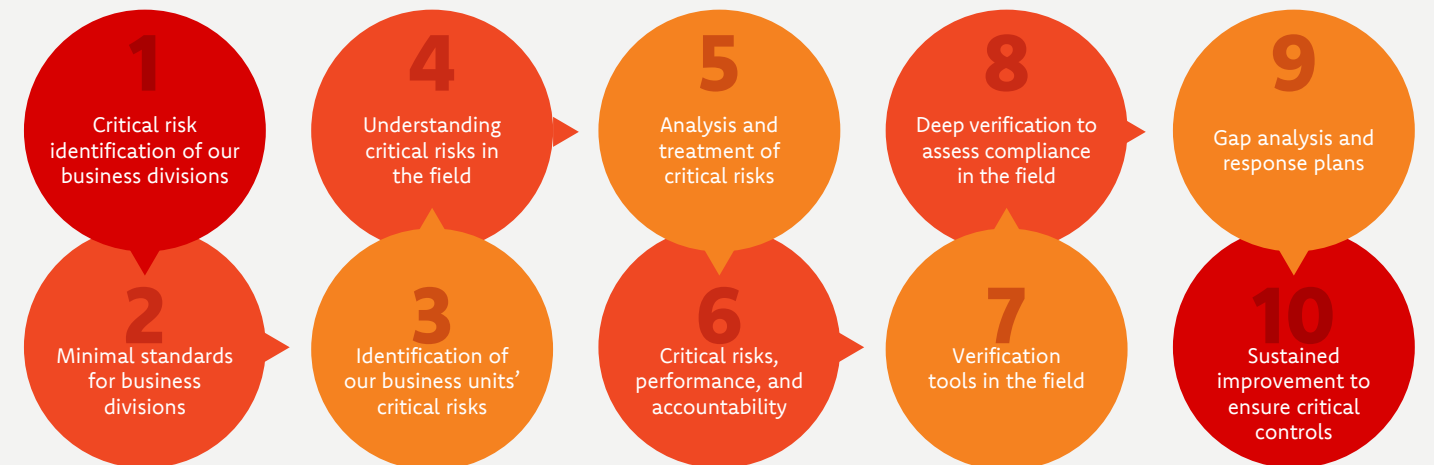 1
Critical risk
identification of our
business divisions
2
Minimal standards
for business
divisions
3
Identification of
our business units’
critical risks
4
Understanding
critical risks in
the field
5
Analysis and
treatment of
critical risks
6
Critical risks,
performance, and
accountability
7
Verification
tools in the field
8
Deep verification to
assess compliance
in the field
9
Gap analysis and
response plans
10
Sustained
improvement to
ensure critical
controls